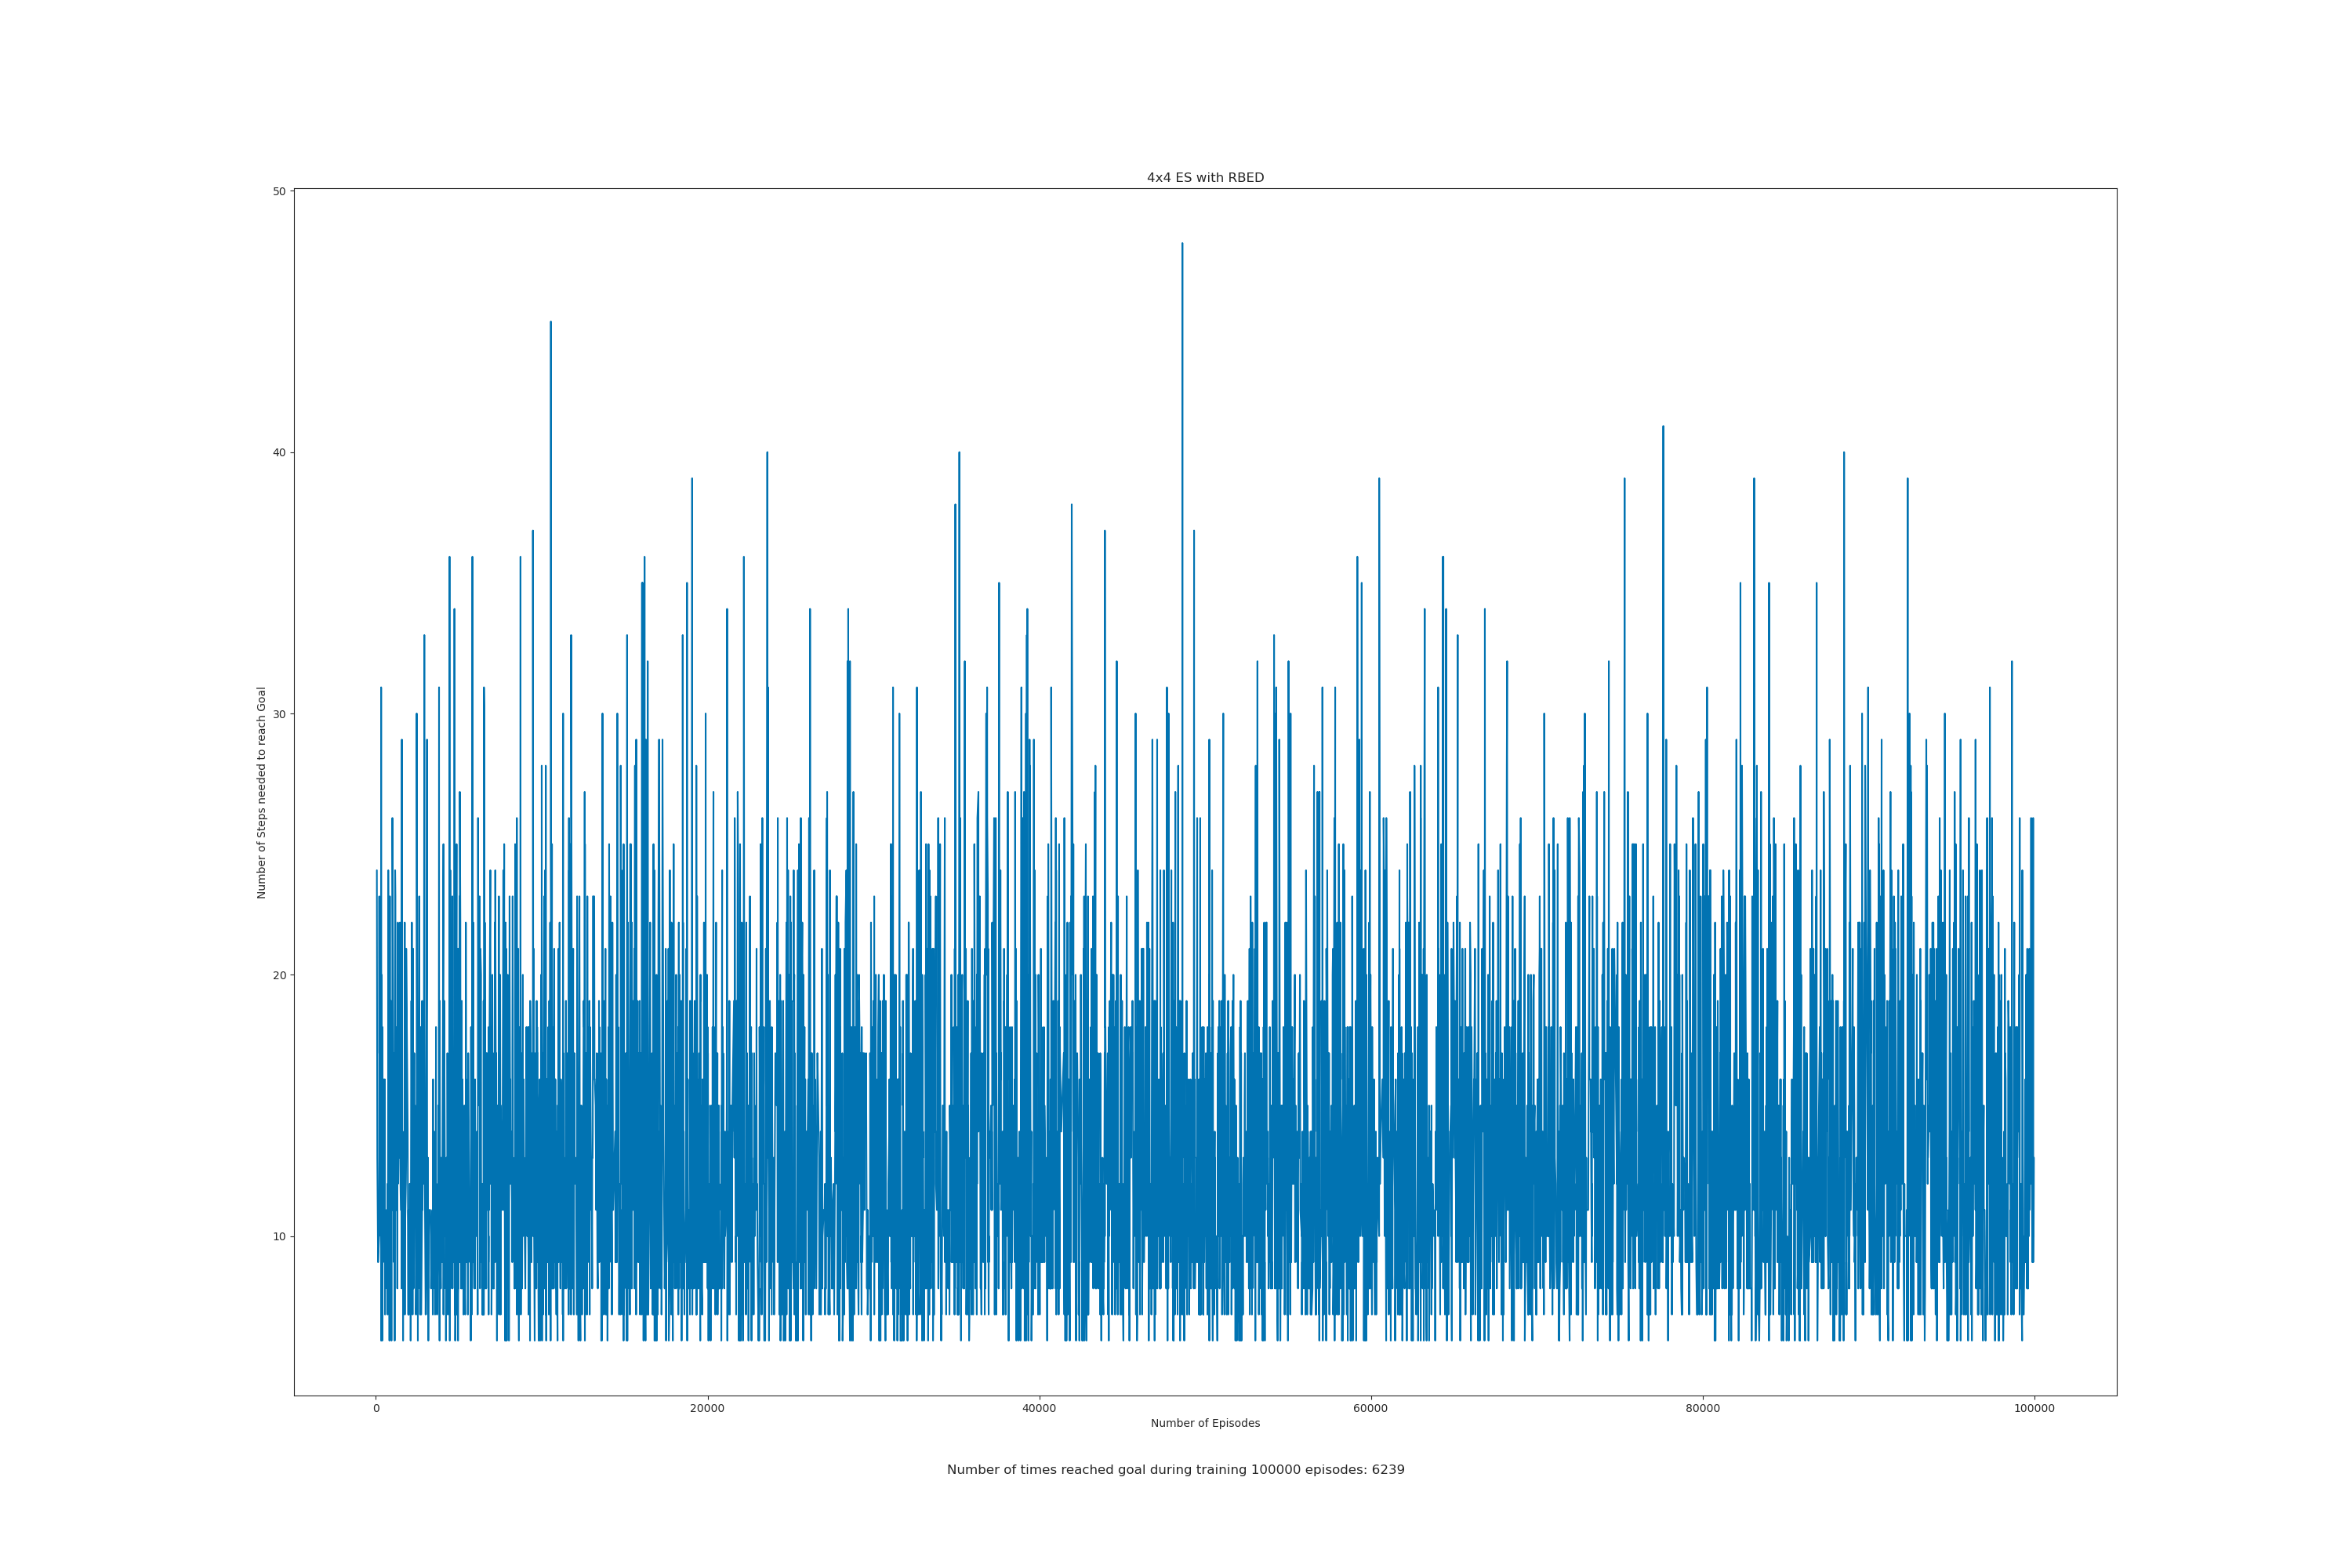 4x4 ES with RBED
50
40
30
20
10
Number of Steps needed to reach Goal
0 20000 40000 60000 80000 100000
Number of Episodes
Number of times reached goal during training 100000 episodes: 6239